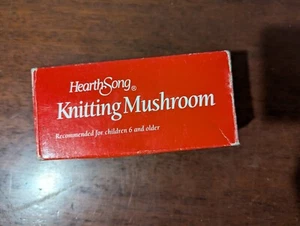 HearthSong®
Knitting Mushroom
Recommended for children 6 and older